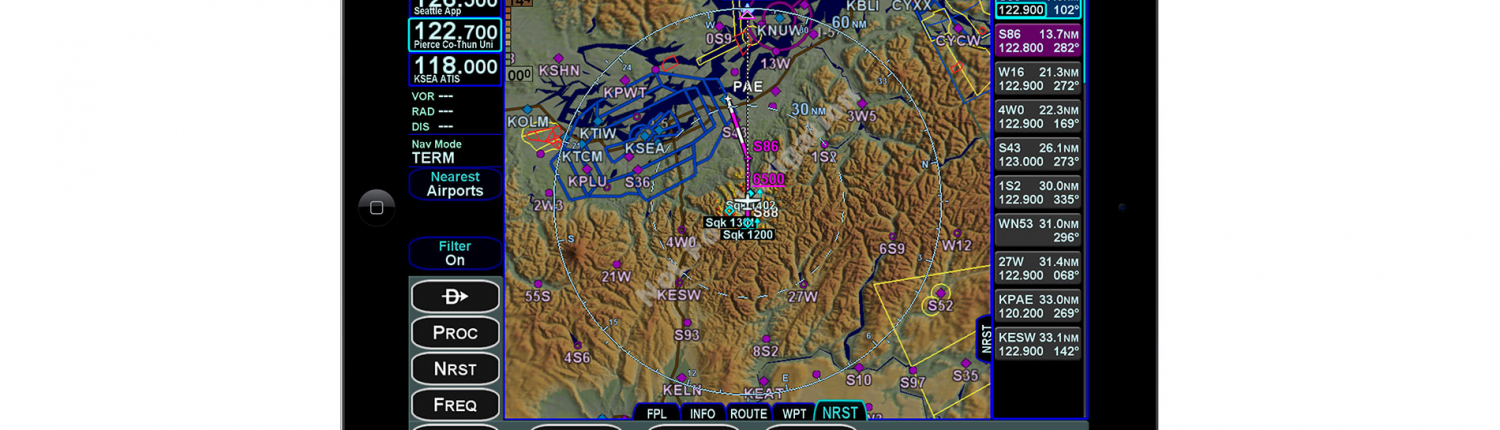 Seattle App
122.700
Pierce Co-Thun Uni
118.000
KSEA ATIS
VOR ---
RAD ---
DIS ---
Nav Mode
TERM
Nearest
Airports
Filter
On
D
PROC
NRST
FREQ
KBLI
CYXX
60NM
0S9
KNUW
CYCW
KSHN
13W
KPWT
PAE
30NM
3W5
KOLM
KTIW
S43
KSEA
S86
1S2
KTCM
N
KPLU
S36
6500
2W3
S88
Sqk 1200
S
4W0
6S9
W12
21W
55S
KESW
27W
S52
S93
15
4S6
8S2
6
S10
S97
S35
12
KELN
E
KEAT
FPL
INFO
ROUTE
WPT
NRST
122.900 102°
S86 13.7NM
122.800 282°
W16 21.3NM
122.900 272°
4W0 22.3NM
122.900 169°
S43 26.1NM
123.000 273°
1S2 30.0NM
122.900 335°
WN53 31.0NM
296°
27W 31.4NM
122.900 068°
KPAE 33.0NM
120.200 269°
KESW 33.1NM
122.900 142°
NRST